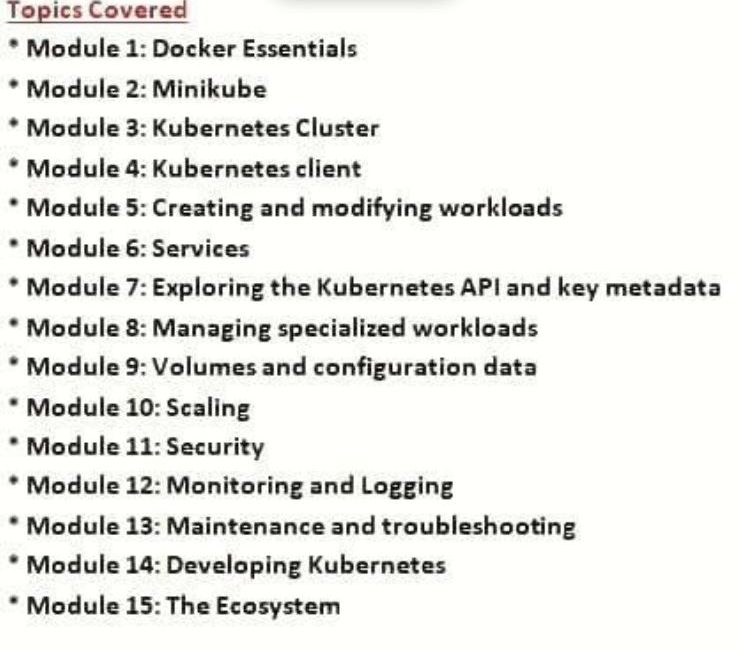 Topics Covered
* Module 1: Docker Essentials
* Module 2: Minikube
* Module 3: Kubernetes Cluster
* Module 4: Kubernetes client
* Module 5: Creating and modifying workloads
* Module 6: Services
* Module 7: Exploring the Kubernetes API and key metadata
* Module 8: Managing specialized workloads
* Module 9: Volumes and configuration data
* Module 10: Scaling
* Module 11: Security
* Module 12: Monitoring and Logging
* Module 13: Maintenance and troubleshooting
* Module 14: Developing Kubernetes
* Module 15: The Ecosystem